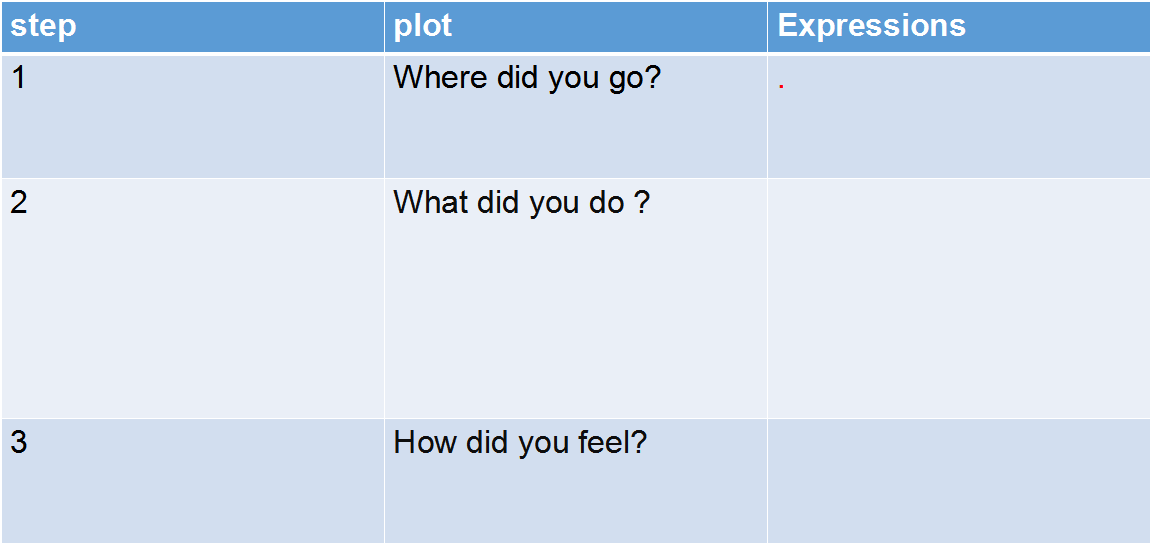 step plot Expressions
1 Where did you go? .
2 What did you do ?
3 How did you feel?